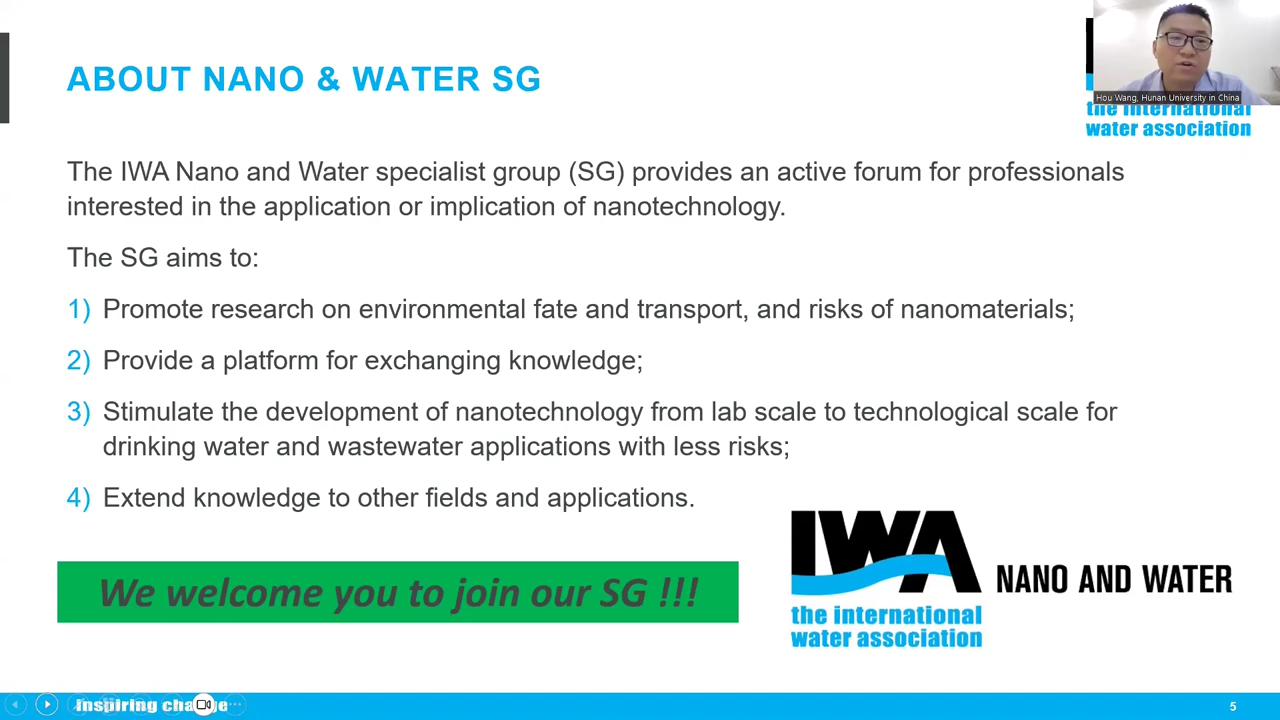 ABOUT NANO & WATER SG
Hou Wang, Hunan University in China
the international
water association
The IWA Nano and Water specialist group (SG) provides an active forum for professionals
interested in the application or implication of nanotechnology.
The SG aims to:
1) Promote research on environmental fate and transport, and risks of nanomaterials;
2) Provide a platform for exchanging knowledge;
3) Stimulate the development of nanotechnology from lab scale to technological scale for
drinking water and wastewater applications with less risks;
4) Extend knowledge to other fields and applications.
We welcome you to join our SG !!!
IWA NANO AND WATER
the international
water association
Inspiring change
5